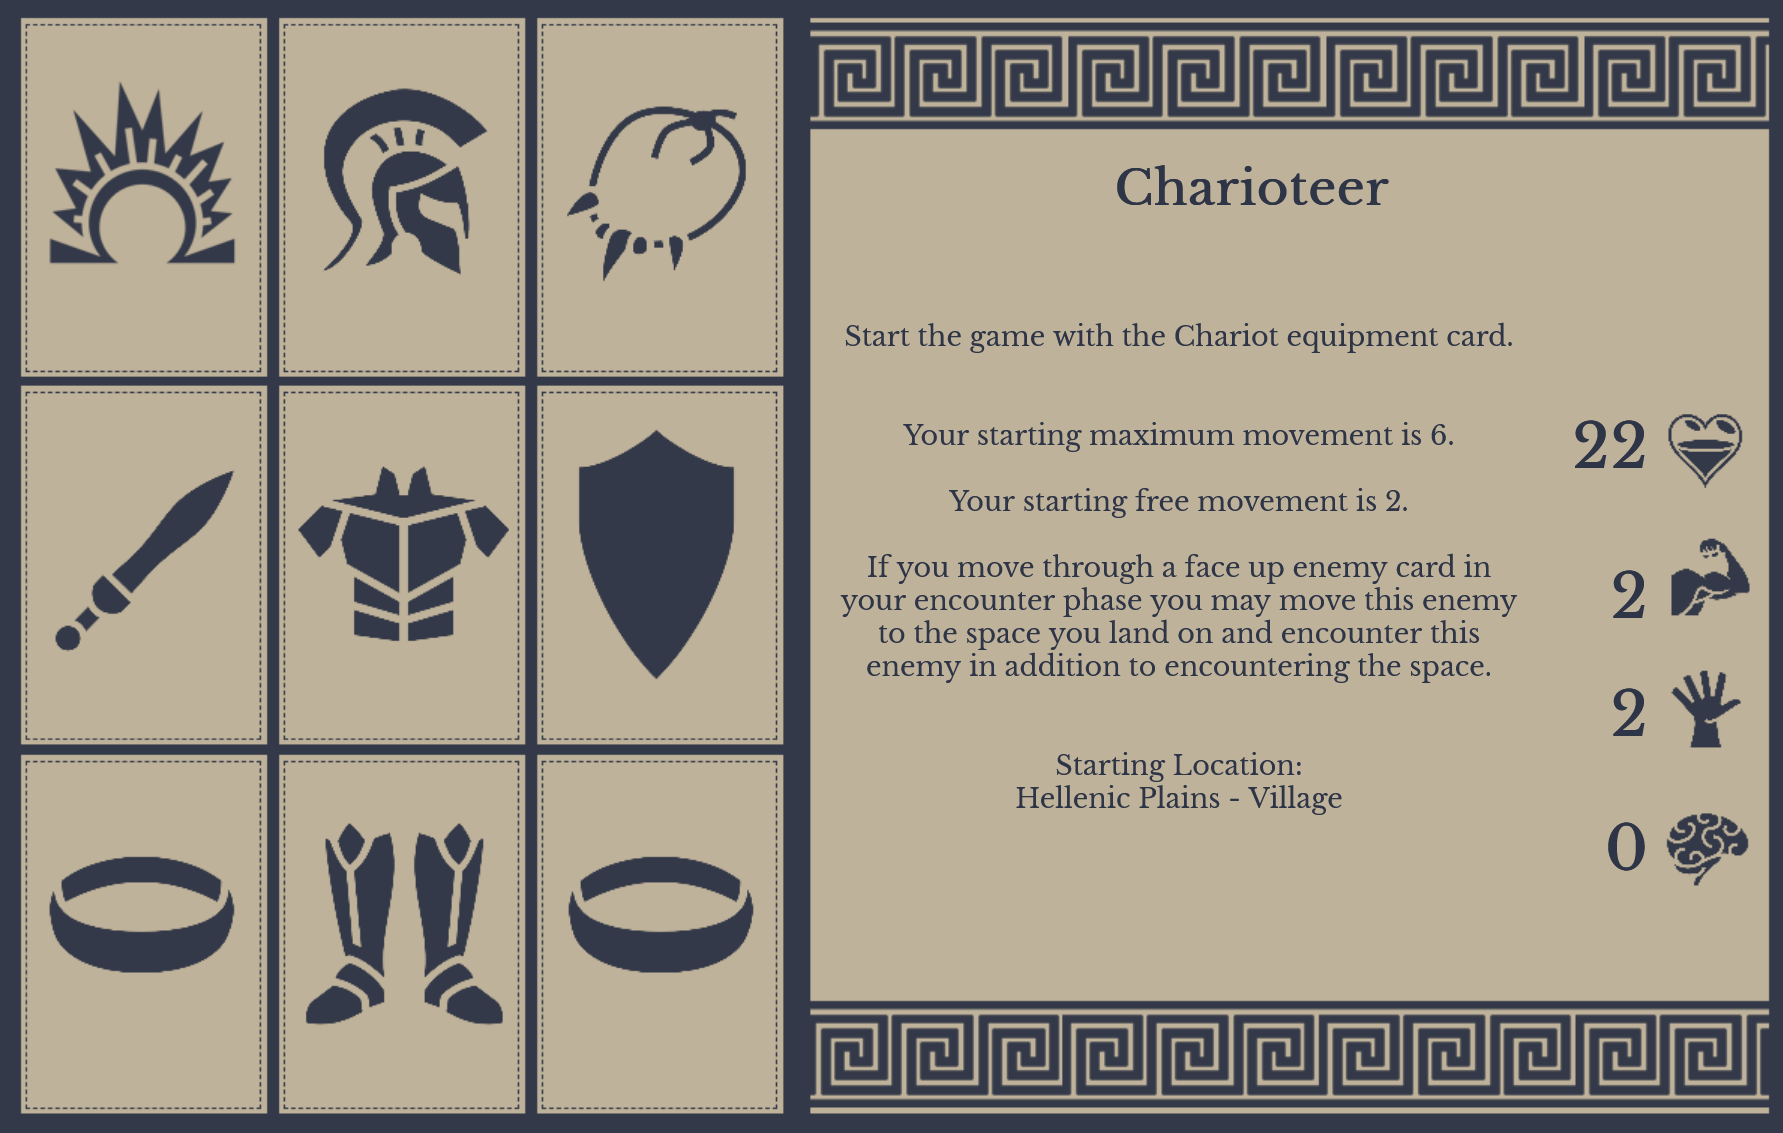 Charioteer
Start the game with the Chariot equipment card.
Your starting maximum movement is 6.
Your starting free movement is 2.
If you move through a face up enemy card in
your encounter phase you may move this enemy
to the space you land on and encounter this
enemy in addition to encountering the space.
Starting Location:
Hellenic Plains - Village
22
2
2
0